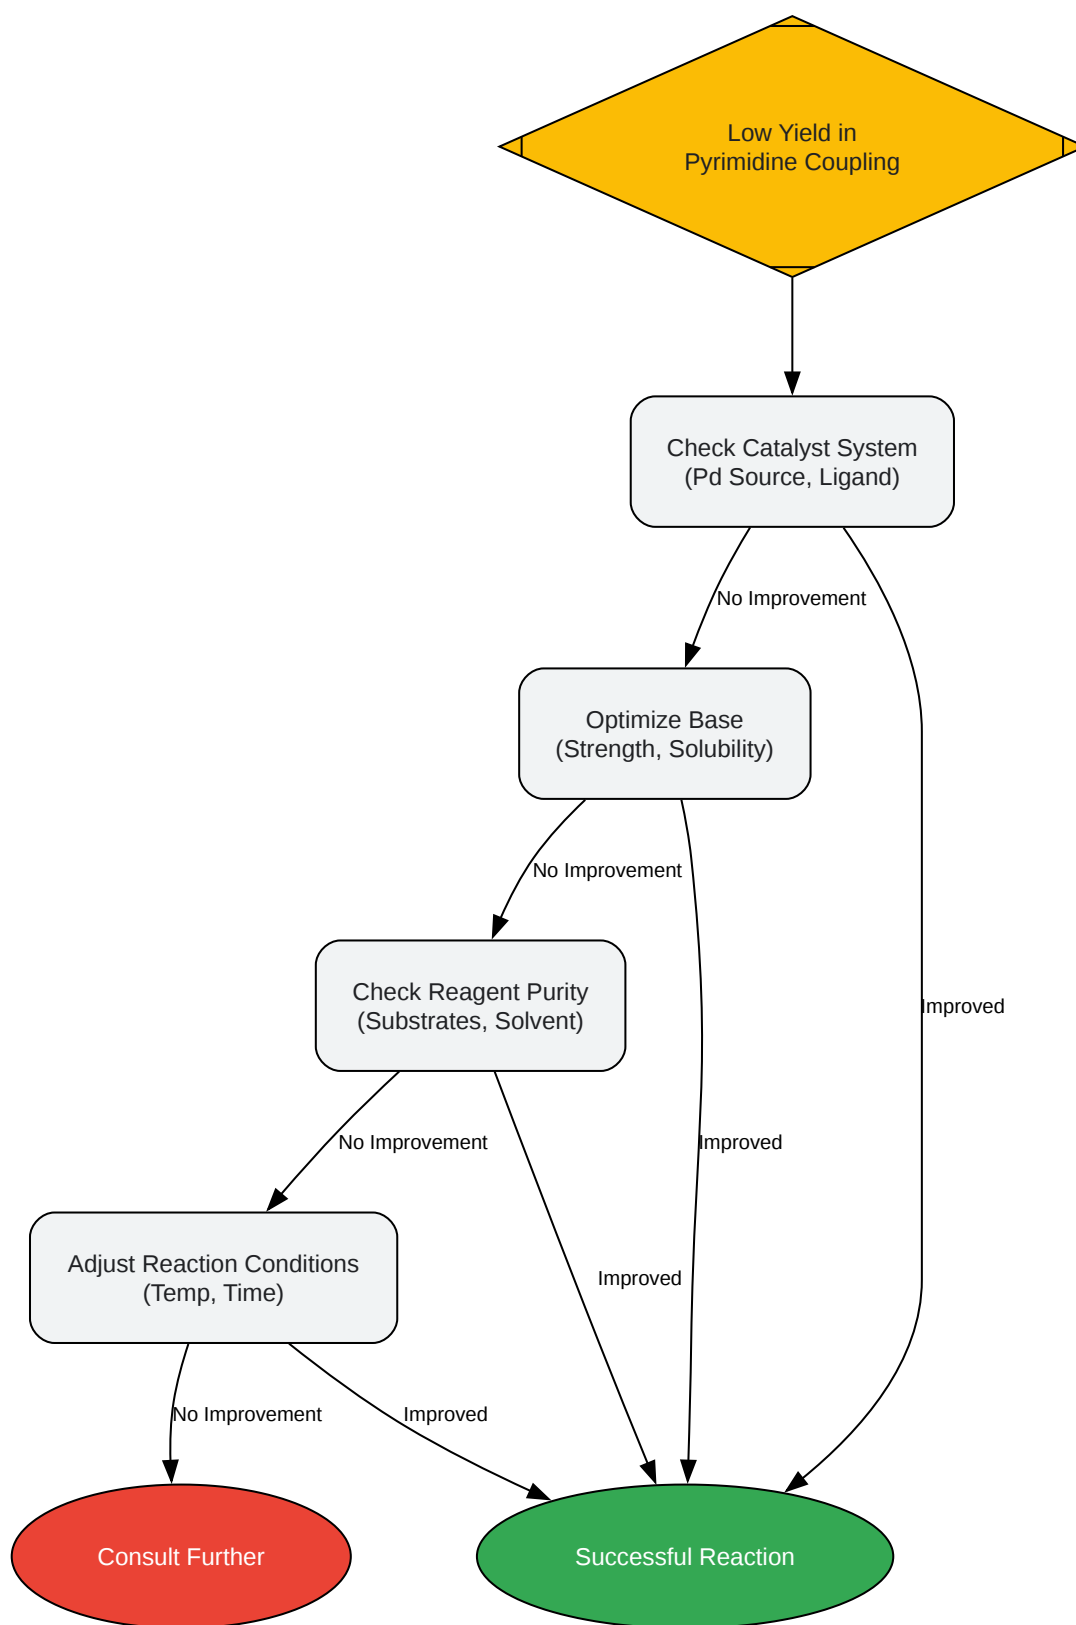 Low Yield in
Pyrimidine Coupling
Check Catalyst System
(Pd Source, Ligand)
No Improvement
Optimize Base
(Strength, Solubility)
No Improvement
Check Reagent Purity
(Substrates, Solvent)
Improved
No Improvement
Improved
Adjust Reaction Conditions
(Temp, Time)
Improved
No Improvement
Improved
Consult Further
Successful Reaction